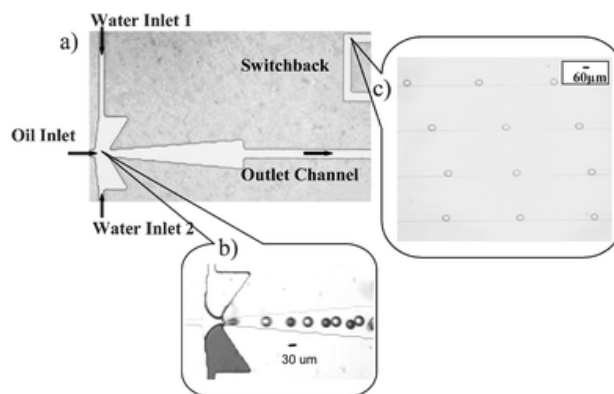 Water Inlet 1
a)
Switchback
c)
60µm
Oil Inlet
Outlet Channel
Water Inlet 2
b)
30 um